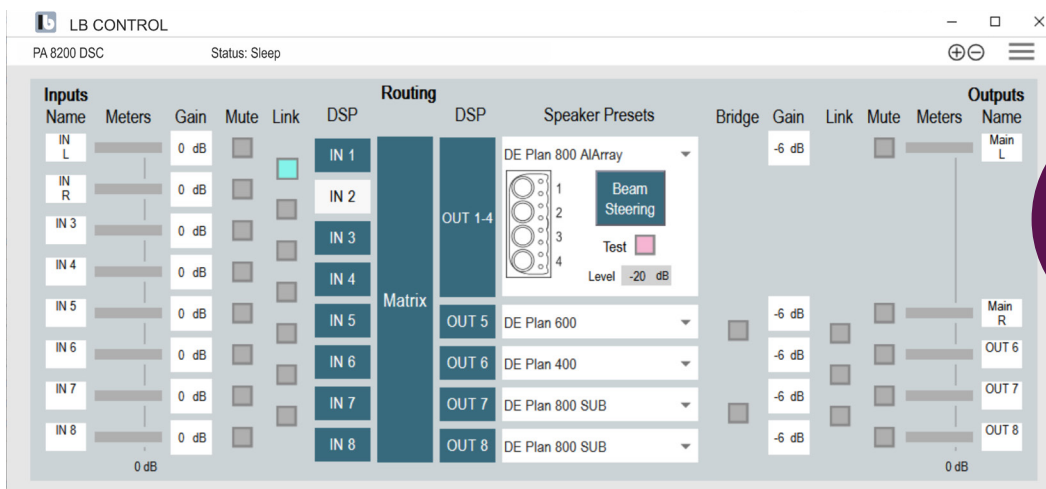 LB CONTROL
PA 8200 DSC Status: Sleep
Inputs Routing Outputs
Name Meters Gain Mute Link DSP DSP Speaker Presets Bridge Gain Link Mute Meters Name
IN L 0 dB IN 1 DE Plan 800 AIArray -6 dB Main L
IN R 0 dB IN 2 OUT 1-4 1 2 3 4 Beam Steering
IN 3 0 dB IN 3 Test
IN 4 0 dB IN 4 Level -20 dB
Matrix
IN 5 0 dB IN 5 OUT 5 DE Plan 600 -6 dB Main R
IN 6 0 dB IN 6 OUT 6 DE Plan 400 -6 dB OUT 6
IN 7 0 dB IN 7 OUT 7 DE Plan 800 SUB -6 dB OUT 7
IN 8 0 dB IN 8 OUT 8 DE Plan 800 SUB -6 dB OUT 8
0 dB 0 dB